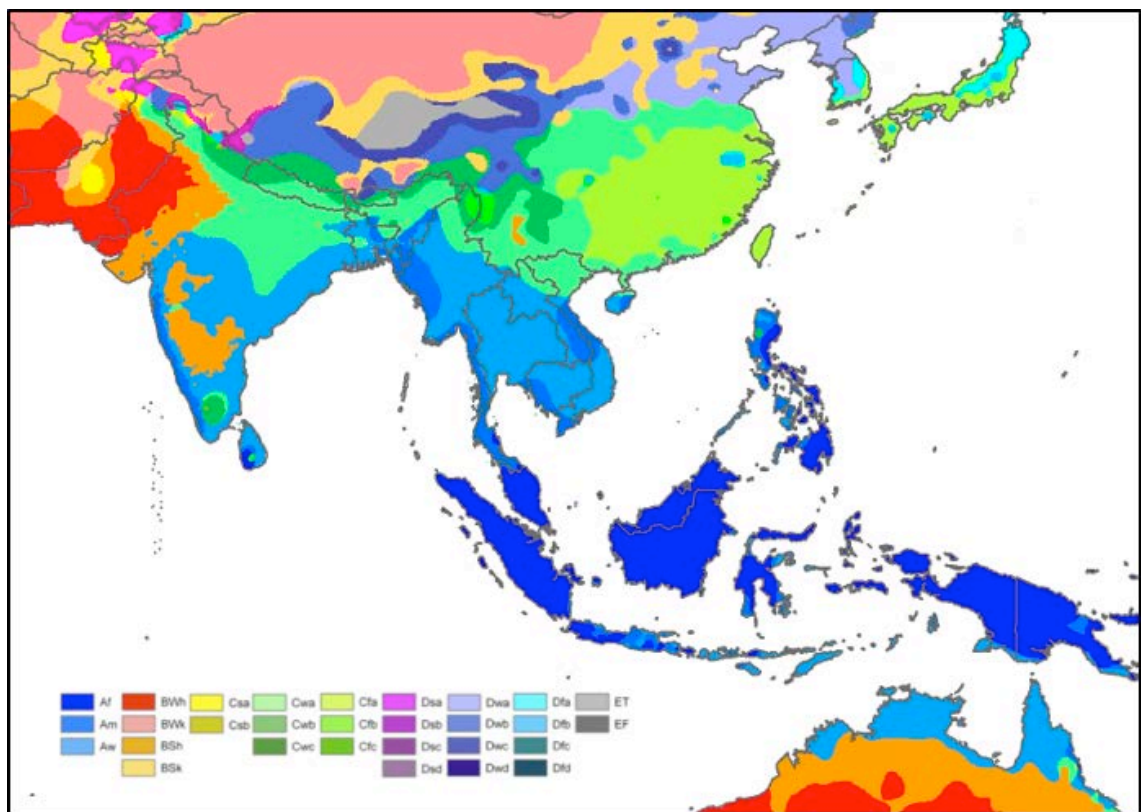 Af BWh Csa Cwa Cfa Dsa Dwa Dfa ET
Am BWk Csb Cwb Cfb Dsb Dwb Dfb EF
Aw BSh Cwc Cfc Dsc Dwc Dfc
BSk Dsd Dwd Dfd